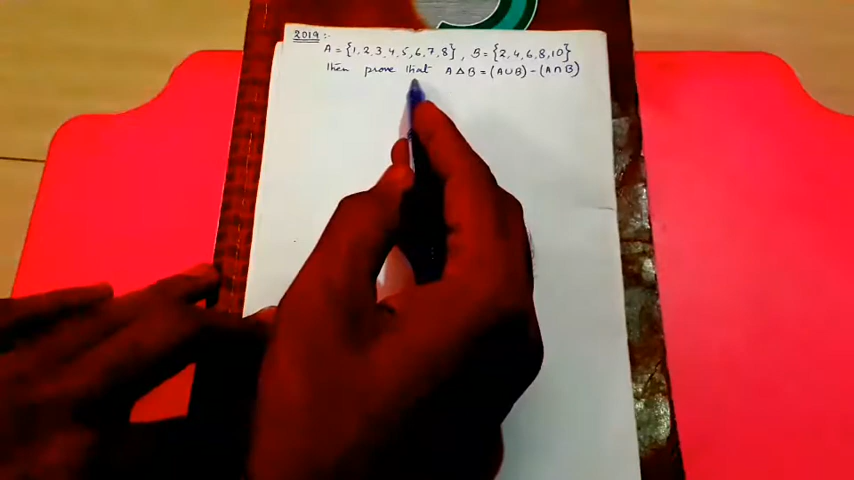 2019 :-
A = {1,2,3,4,5,6,7,8}, B = {2,4,6,8,10}
then prove that A Δ B = (A∪B) - (A∩B)